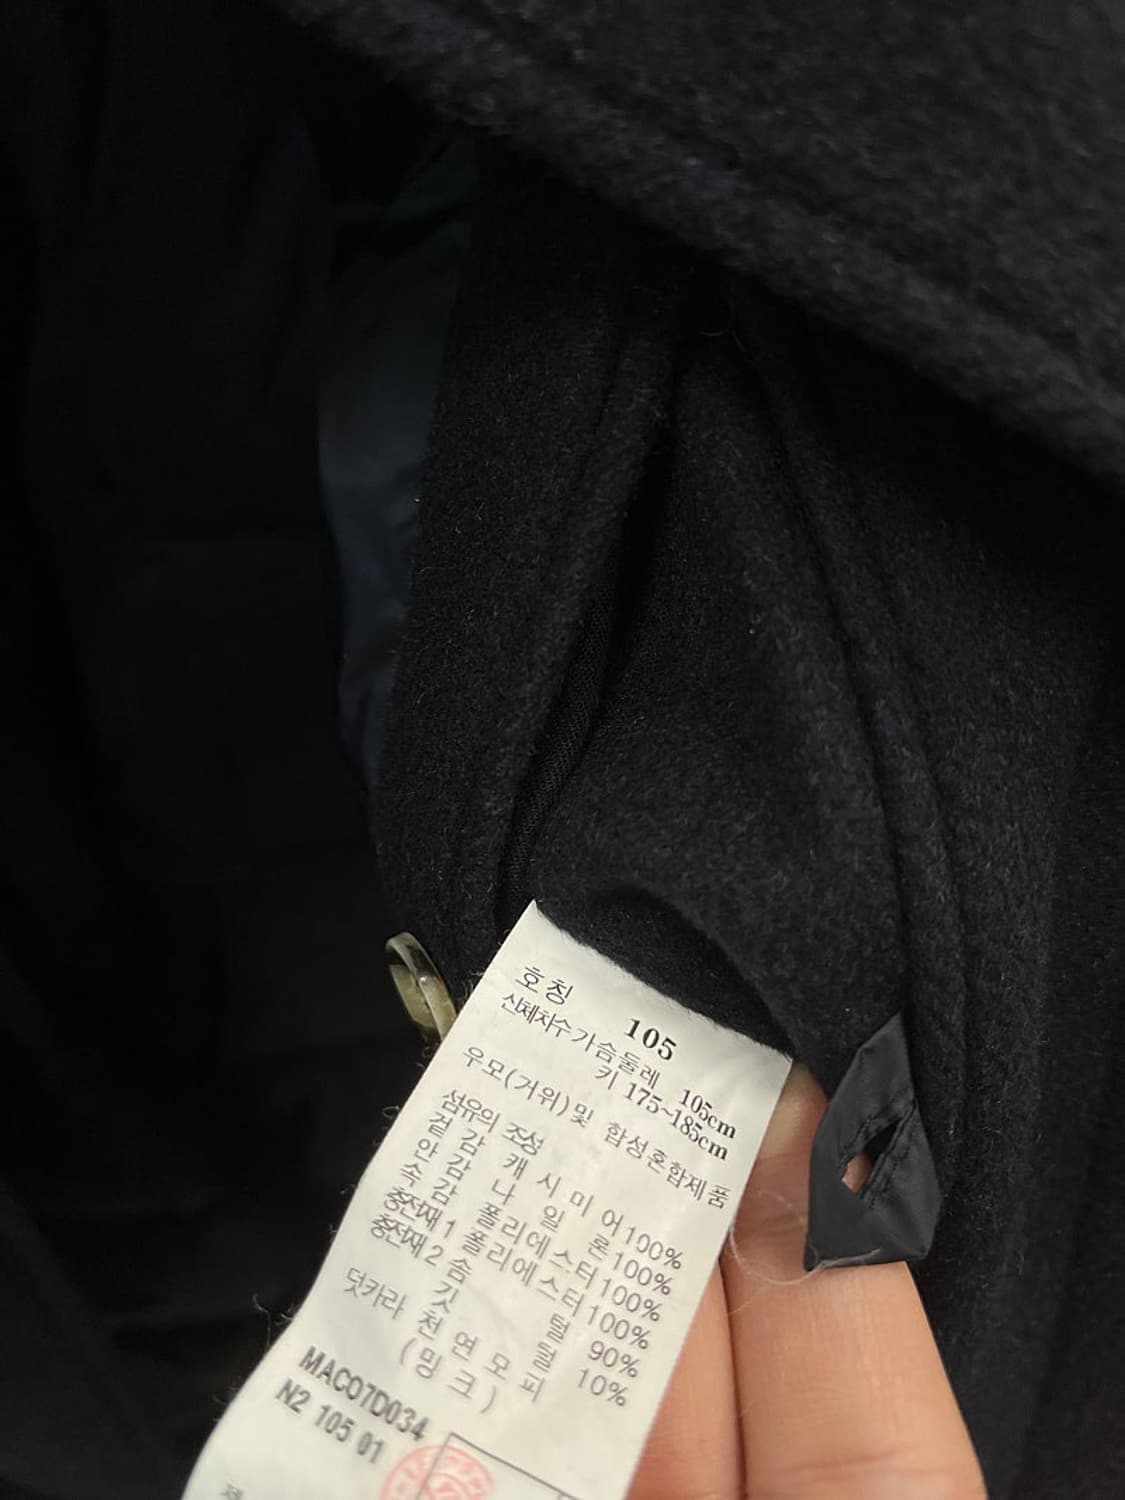 호칭 105
신체치수 가슴둘레 105cm
키 175~185cm
우모(거위) 및 합성혼합제품
섬유의 조성
겉감 캐시미어 100%
안감 나일론 100%
속감 폴리에스터 100%
충전재1 폴리에스터 100%
충전재2 솜털 90%
깃털 10%
덧카라 천연모피
(밍크)
MACO7D034
N2 105 01